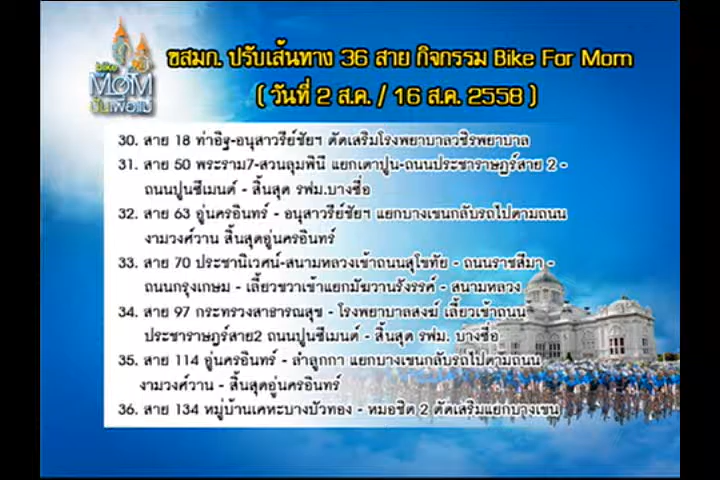 bike
MOM
ปั่นเพื่อแม่
ขสมก. ปรับเส้นทาง 36 สาย กิจกรรม Bike For Mom
( วันที่ 2 ส.ค. / 16 ส.ค. 2558 )
30. สาย 18 ท่าอิฐ-อนุสาวรีย์ชัยฯ ตัดเสริมโรงพยาบาลวชิรพยาบาล
31. สาย 50 พระราม7-สวนลุมพินี แยกเตาปูน-ถนนประชาราษฎร์สาย 2 -
ถนนปูนซีเมนต์ - สิ้นสุด รฟม.บางซื่อ
32. สาย 63 อู่นครอินทร์ - อนุสาวรีย์ชัยฯ แยกบางเขนกลับรถไปตามถนน
งามวงศ์วาน สิ้นสุดอู่นครอินทร์
33. สาย 70 ประชานิเวศน์-สนามหลวงเข้าถนนสุโขทัย - ถนนราชสีมา -
ถนนกรุงเกษม - เลี้ยวขวาเข้าแยกมัฆวานรังรรค์ - สนามหลวง
34. สาย 97 กระทรวงสาธารณสุข - โรงพยาบาลสงฆ์ เลี้ยวเข้าถนน
ประชาราษฎร์สาย2 ถนนปูนซีเมนต์ - สิ้นสุด รฟม. บางซื่อ
35. สาย 114 อู่นครอินทร์ - ลำลูกกา แยกบางเขนกลับรถไปตามถนน
งามวงศ์วาน - สิ้นสุดอู่นครอินทร์
36. สาย 134 หมู่บ้านเคหะบางบัวทอง - หมอชิต 2 ตัดเสริมแยกบางเขน